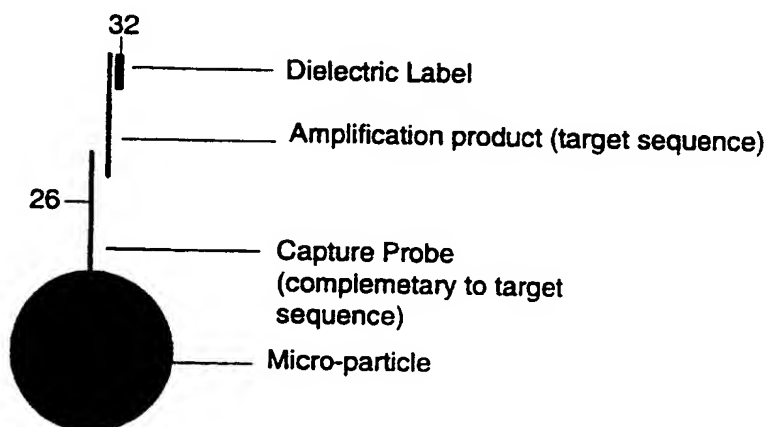 32
Dielectric Label
Amplification product (target sequence)
26
Capture Probe
(complemetary to target
sequence)
Micro-particle